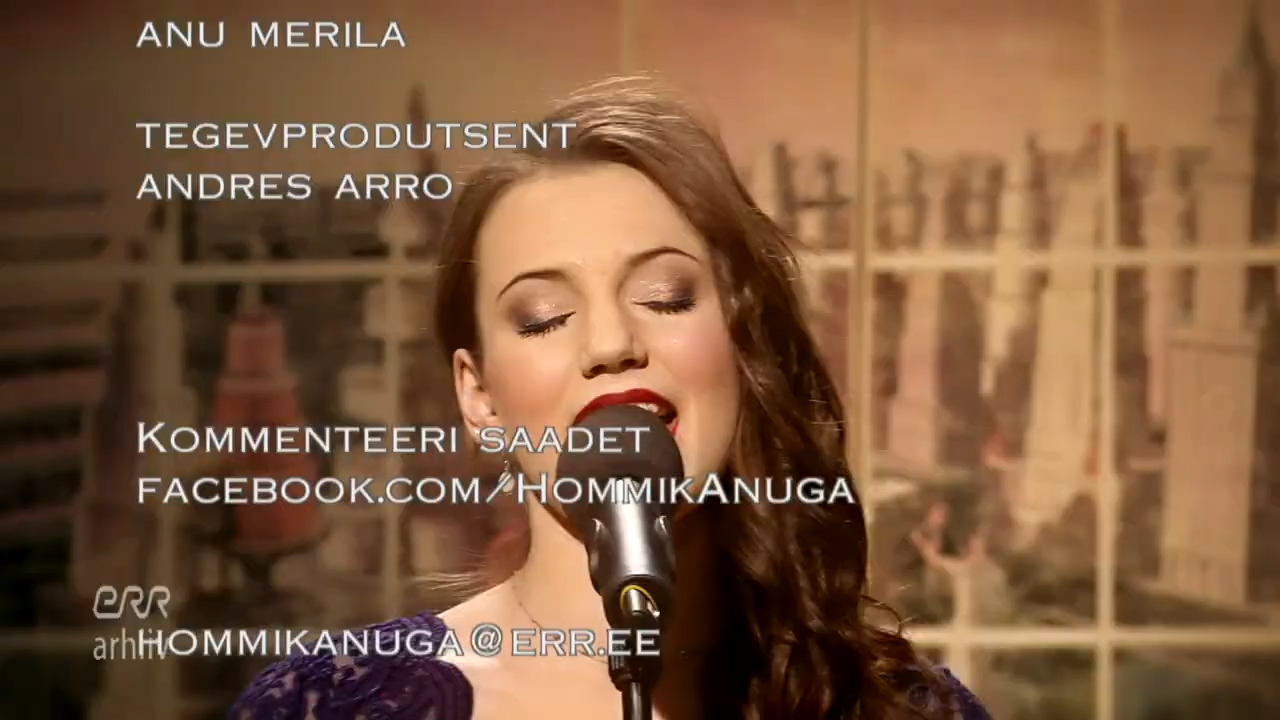 ANU MERILA
TEGEVPRODUTSENT
ANDRES ARRO
KOMMENTEERI SAADET
FACEBOOK.COM/HOMMIKANUGA
err
arhiiv
HOMMIKANUGA@ERR.EE